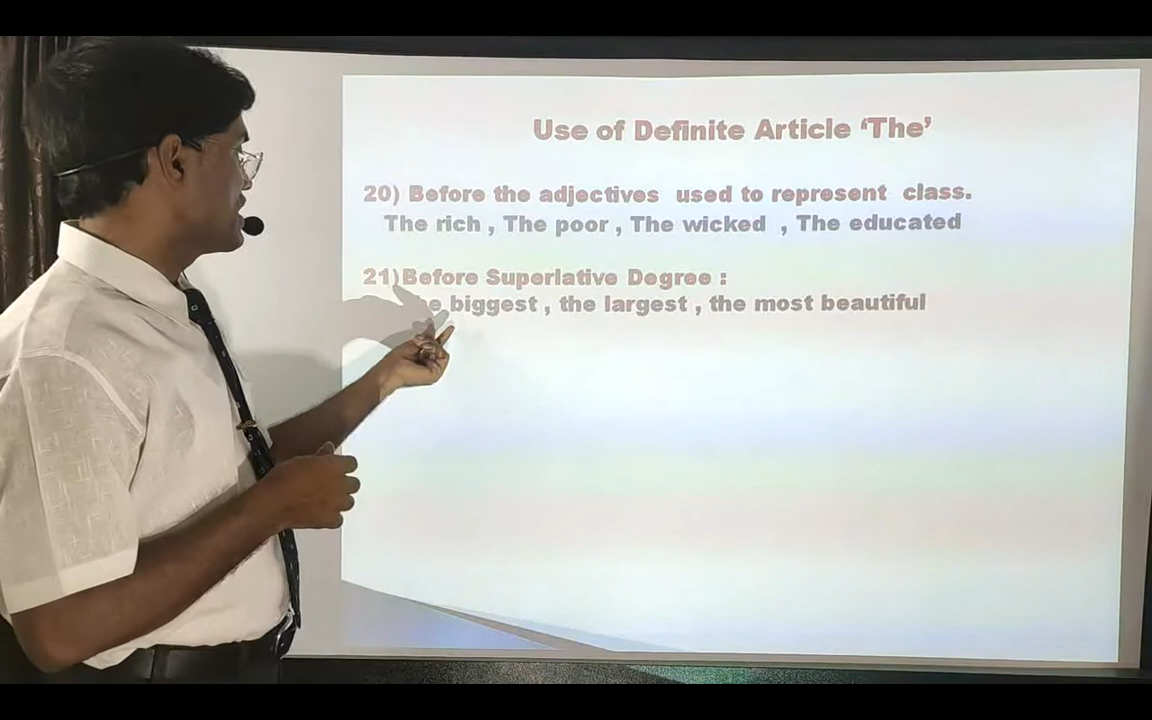 Use of Definite Article ‘The’
20) Before the adjectives used to represent class.
The rich , The poor , The wicked , The educated
21)Before Superlative Degree :
biggest , the largest , the most beautiful